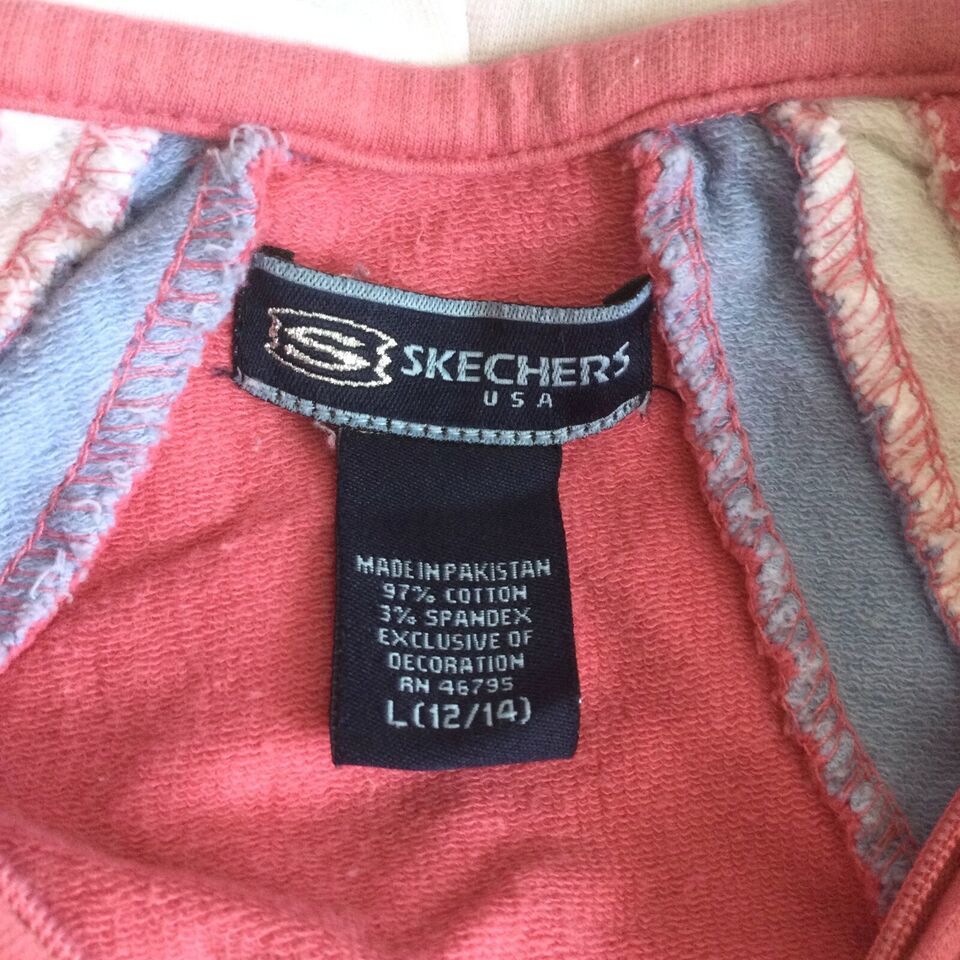 S SKECHERS
USA
MADE IN PAKISTAN
97% COTTON
3% SPANDEX
EXCLUSIVE OF
DECORATION
RN 46795
L(12/14)